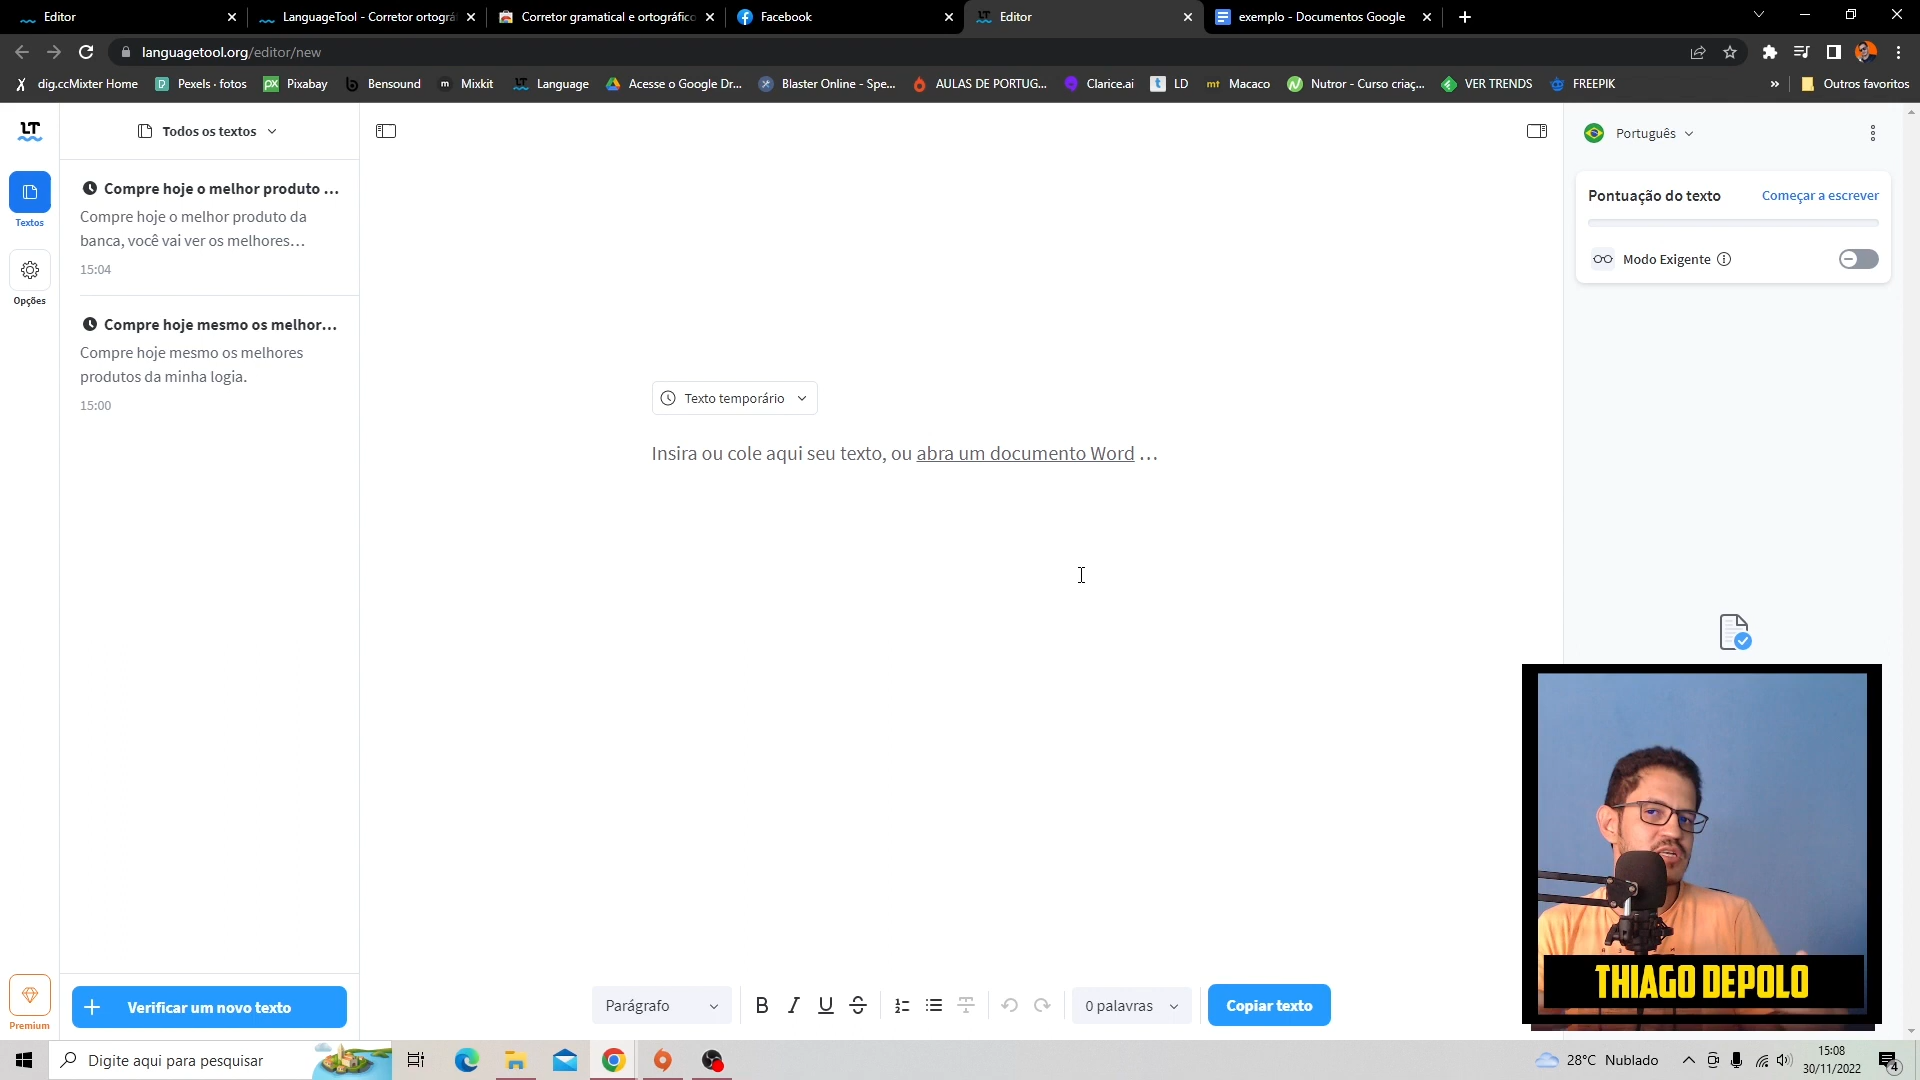 Editor
LanguageTool - Corretor ortográf
Corretor gramatical e ortográfico
Facebook
Editor
exemplo - Documentos Google
languagetool.org/editor/new
dig.ccMixter Home
Pexels · fotos
Pixabay
Bensound
Mixkit
Language
Acesse o Google Dr...
Blaster Online - Spe...
AULAS DE PORTUG...
Clarice.ai
LD
Macaco
Nutror - Curso criaç...
VER TRENDS
FREEPIK
»
Outros favoritos
LT
Todos os textos
Português
Textos
Opções
Compre hoje o melhor produto ...
Compre hoje o melhor produto da
banca, você vai ver os melhores...
15:04
Compre hoje mesmo os melhor...
Compre hoje mesmo os melhores
produtos da minha logia.
15:00
Texto temporário
Insira ou cole aqui seu texto, ou abra um documento Word ...
Pontuação do texto
Começar a escrever
Modo Exigente
THIAGO DEPOLO
Premium
Verificar um novo texto
Parágrafo
B I U S
0 palavras
Copiar texto
Digite aqui para pesquisar
28°C Nublado
15:08
30/11/2022
4